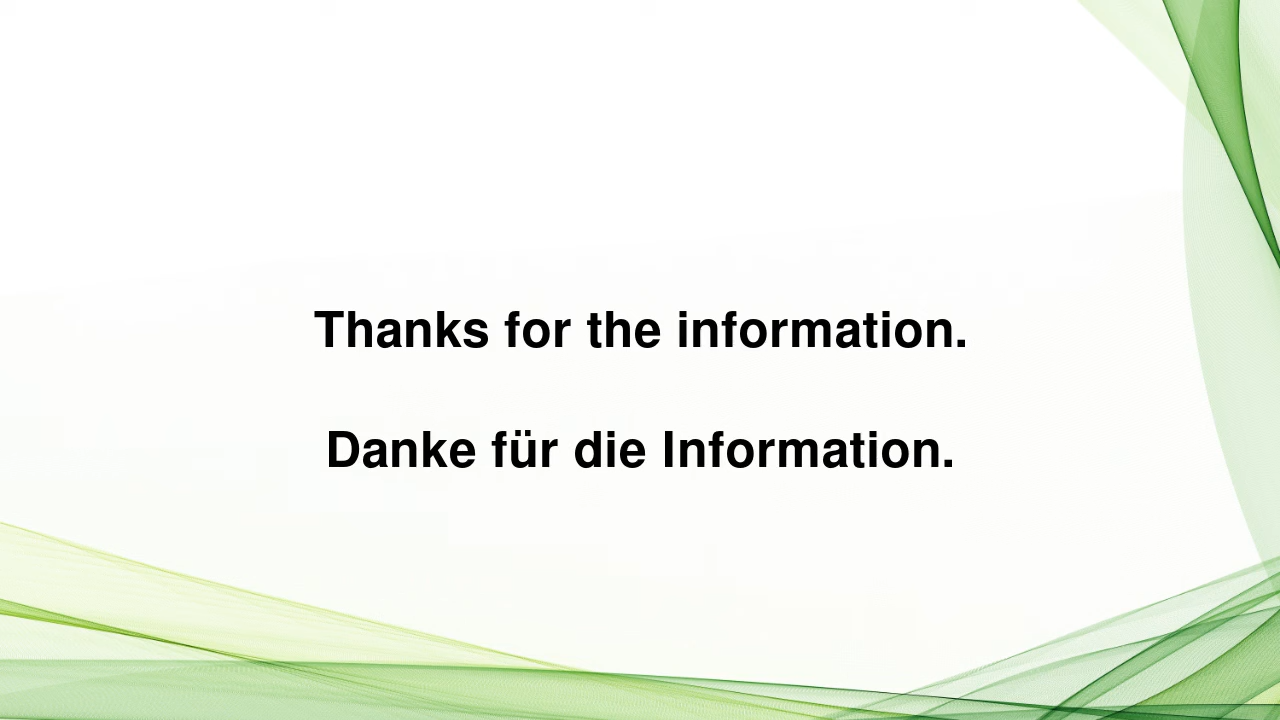 Thanks for the information.
Danke für die Information.